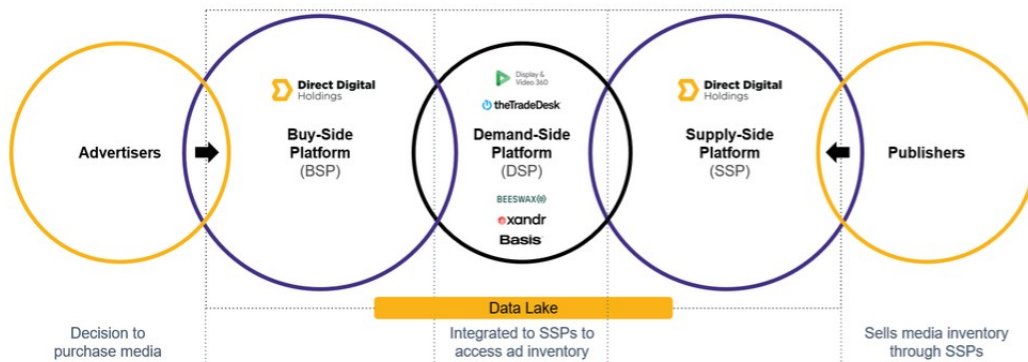 Advertisers
Direct Digital
Holdings
Buy-Side
Platform
(BSP)
Display &
Video 360
theTradeDesk
Demand-Side
Platform
(DSP)
BEESWAX
xandr
Basis
Direct Digital
Holdings
Supply-Side
Platform
(SSP)
Publishers
Data Lake
Decision to
purchase media
Integrated to SSPs to
access ad inventory
Sells media inventory
through SSPs